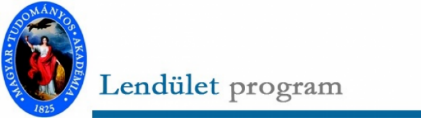 MAGYAR · TUDOMÁNYOS · AKADÉMIA · 1825
Lendület program